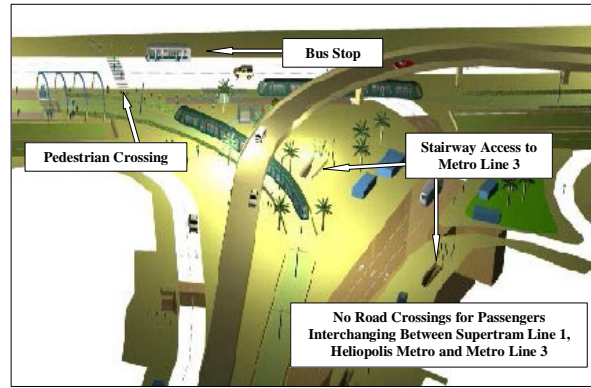 Bus Stop
Pedestrian Crossing
Stairway Access to
Metro Line 3
No Road Crossings for Passengers
Interchanging Between Supertram Line 1,
Heliopolis Metro and Metro Line 3